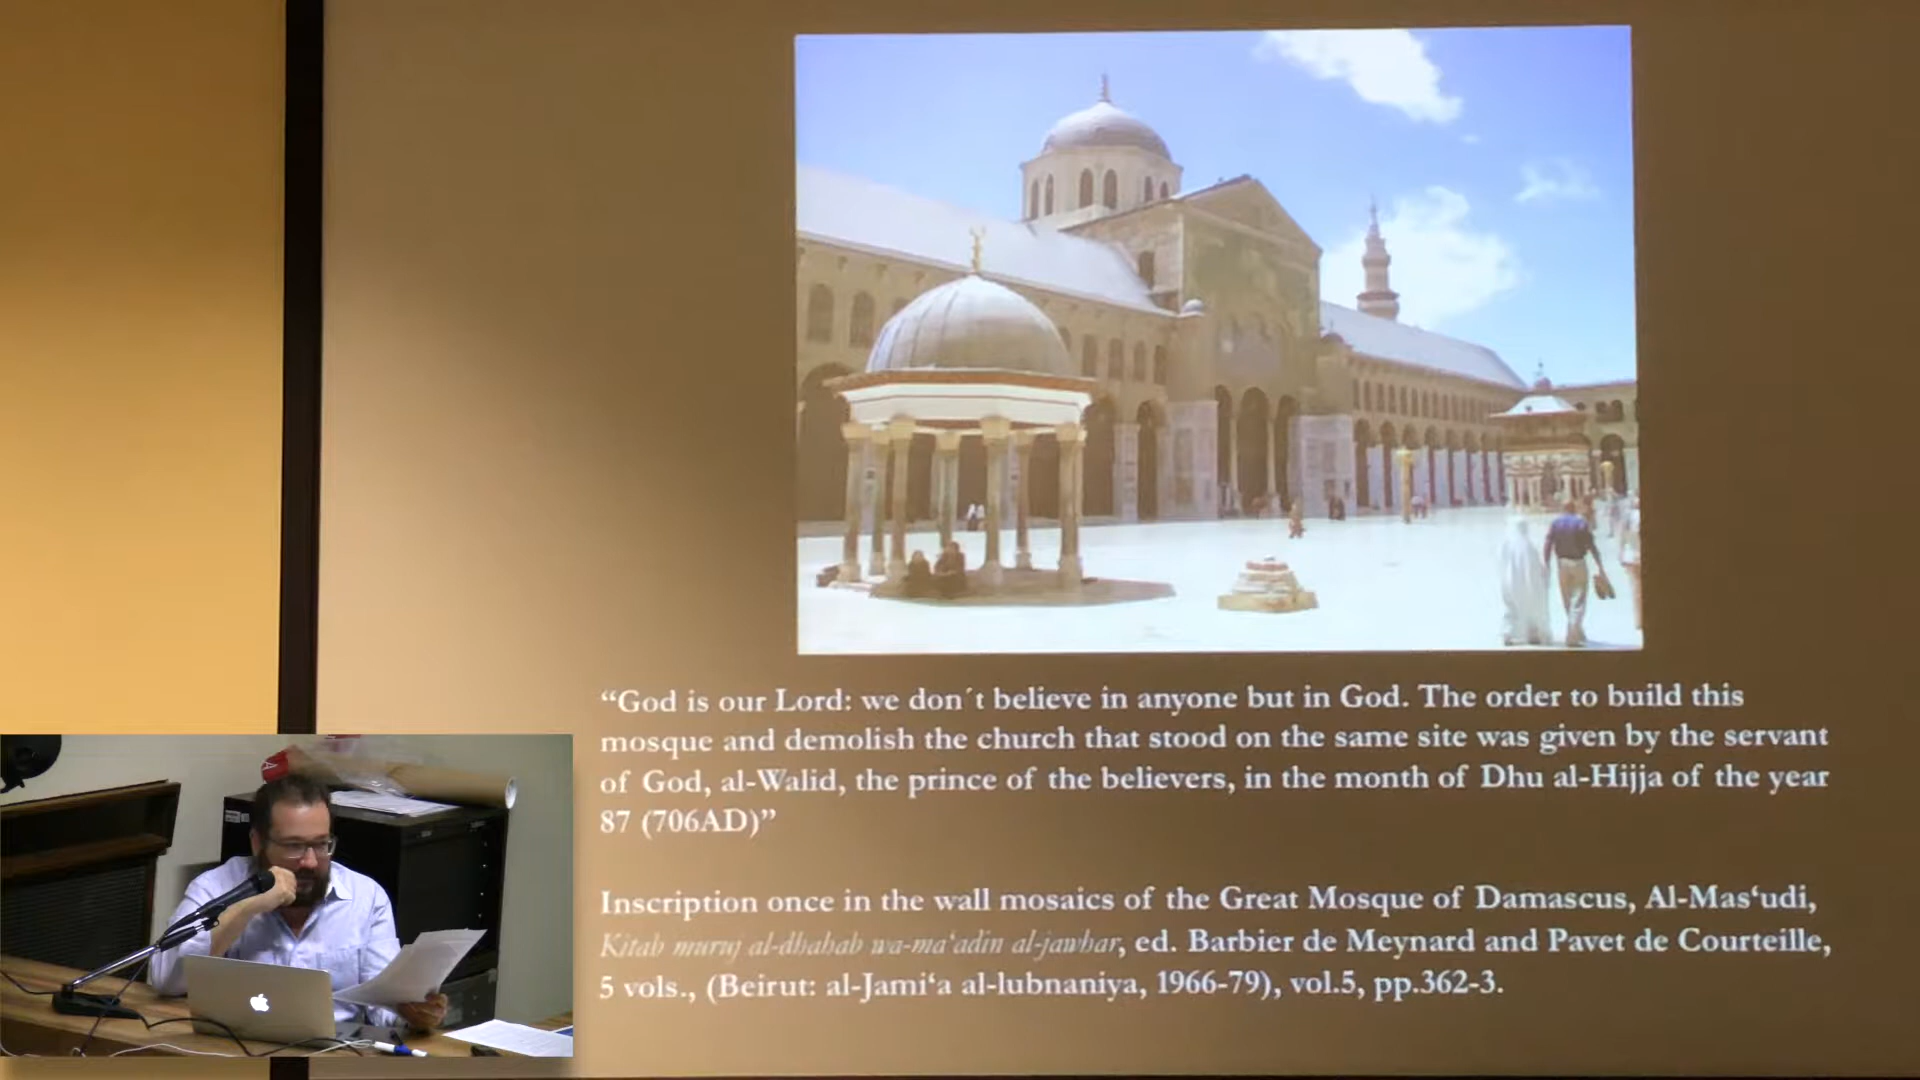 “God is our Lord: we don´t believe in anyone but in God. The order to build this
mosque and demolish the church that stood on the same site was given by the servant
of God, al-Walid, the prince of the believers, in the month of Dhu al-Hijja of the year
87 (706AD)”
Inscription once in the wall mosaics of the Great Mosque of Damascus, Al-Mas‘udi,
Kitab muruj al-dhahab wa-ma‘adin al-jawhar, ed. Barbier de Meynard and Pavet de Courteille,
5 vols., (Beirut: al-Jami‘a al-lubnaniya, 1966-79), vol.5, pp.362-3.